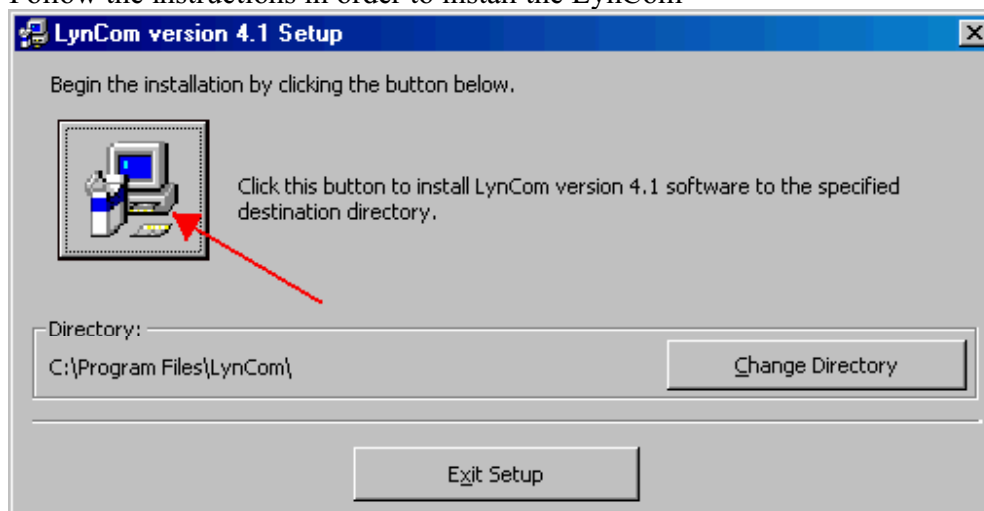 Follow the instructions in order to install the LynCom
LynCom version 4.1 Setup
Begin the installation by clicking the button below.
Click this button to install LynCom version 4.1 software to the specified
destination directory.
Directory:
C:\Program Files\LynCom\
Change Directory
Exit Setup